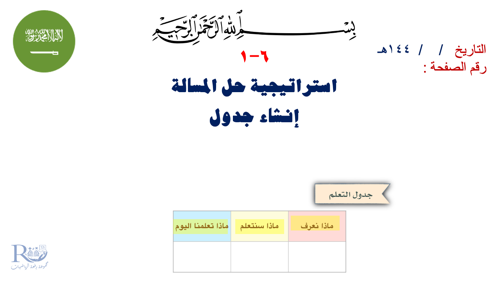 بسم الله الرحمن الرحيم
التاريخ / / ١٤٤هـ
رقم الصفحة :
٦-١
استراتيجية حل المسالة
إنشاء جدول
جدول التعلم
ماذا نعرف ماذا سنتعلم ماذا تعلمنا اليوم